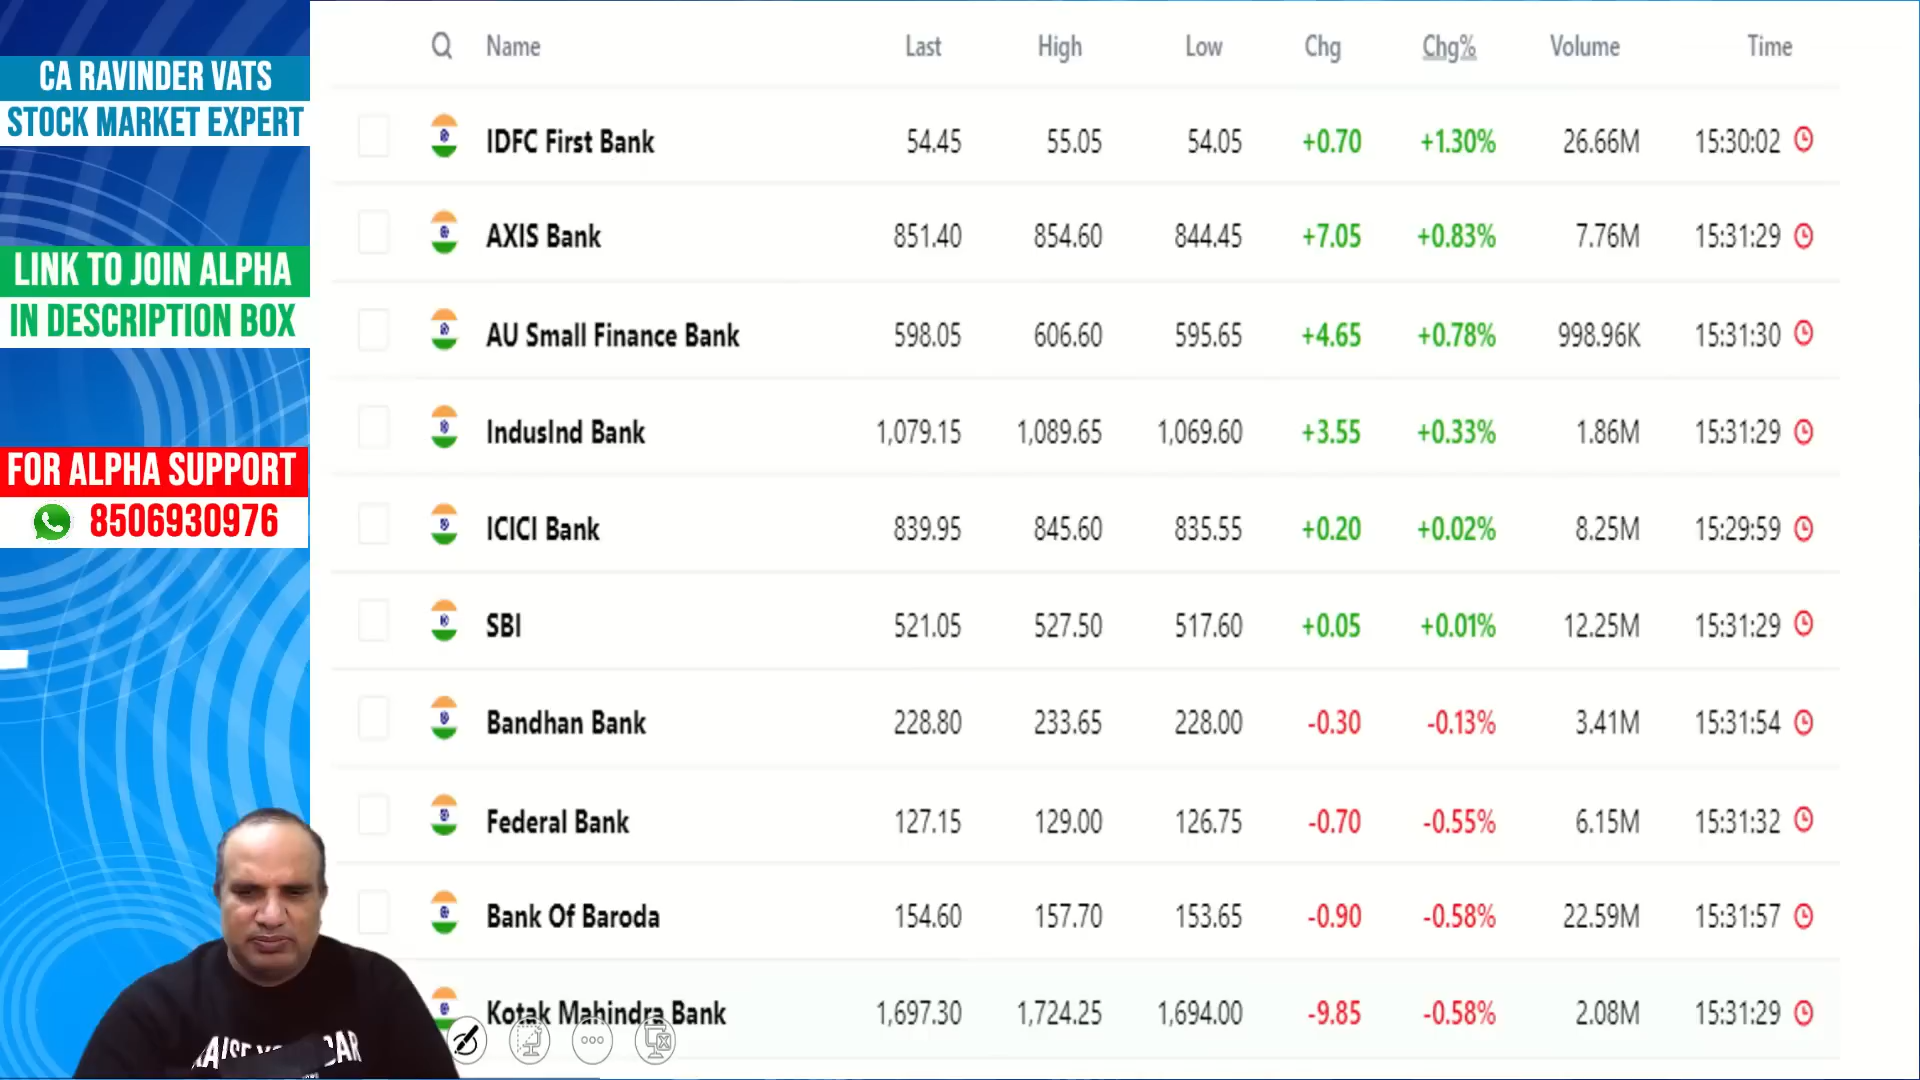 CA RAVINDER VATS
STOCK MARKET EXPERT
LINK TO JOIN ALPHA
IN DESCRIPTION BOX
FOR ALPHA SUPPORT
8506930976
Name Last High Low Chg Chg% Volume Time
IDFC First Bank 54.45 55.05 54.05 +0.70 +1.30% 26.66M 15:30:02
AXIS Bank 851.40 854.60 844.45 +7.05 +0.83% 7.76M 15:31:29
AU Small Finance Bank 598.05 606.60 595.65 +4.65 +0.78% 998.96K 15:31:30
IndusInd Bank 1,079.15 1,089.65 1,069.60 +3.55 +0.33% 1.86M 15:31:29
ICICI Bank 839.95 845.60 835.55 +0.20 +0.02% 8.25M 15:29:59
SBI 521.05 527.50 517.60 +0.05 +0.01% 12.25M 15:31:29
Bandhan Bank 228.80 233.65 228.00 -0.30 -0.13% 3.41M 15:31:54
Federal Bank 127.15 129.00 126.75 -0.70 -0.55% 6.15M 15:31:32
Bank Of Baroda 154.60 157.70 153.65 -0.90 -0.58% 22.59M 15:31:57
Kotak Mahindra Bank 1,697.30 1,724.25 1,694.00 -9.85 -0.58% 2.08M 15:31:29